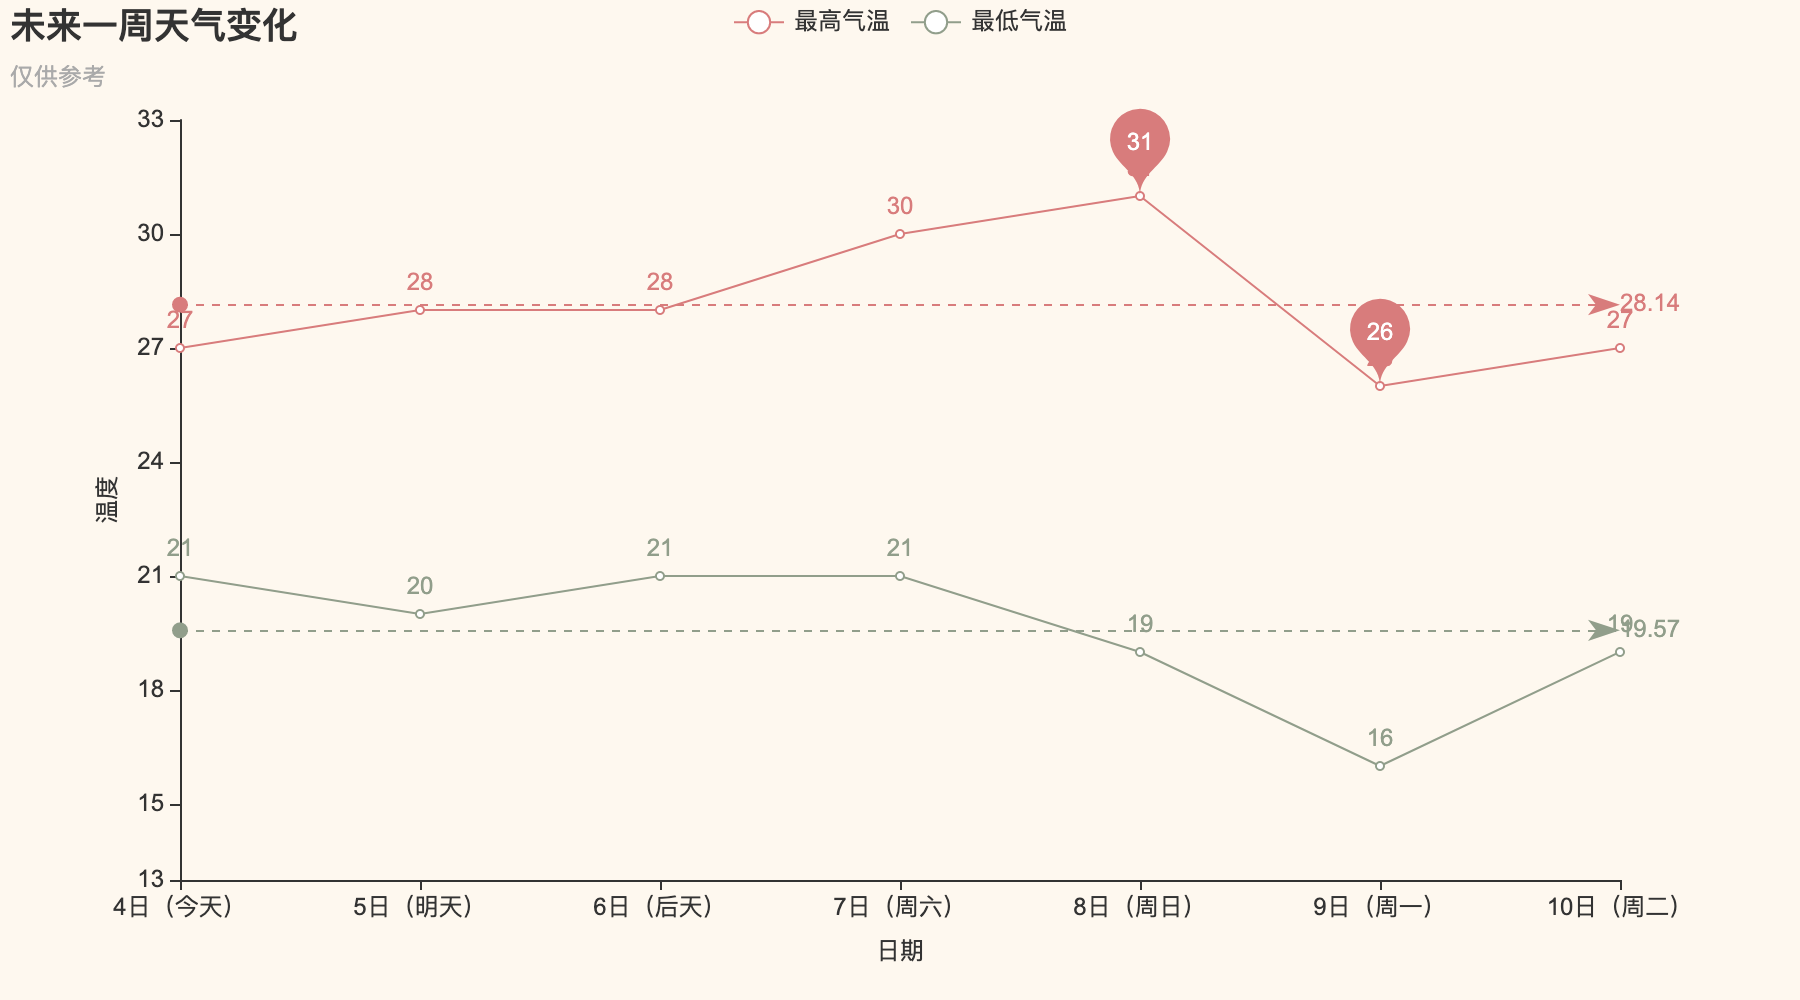 未来一周天气变化
仅供参考
最高气温 最低气温
33
30
27
24
21
18
15
13
温度
27 28 28 30 31 26 27
28.14
21 20 21 21 19 16 19
19.57
4日（今天） 5日（明天） 6日（后天） 7日（周六） 8日（周日） 9日（周一） 10日（周二）
日期